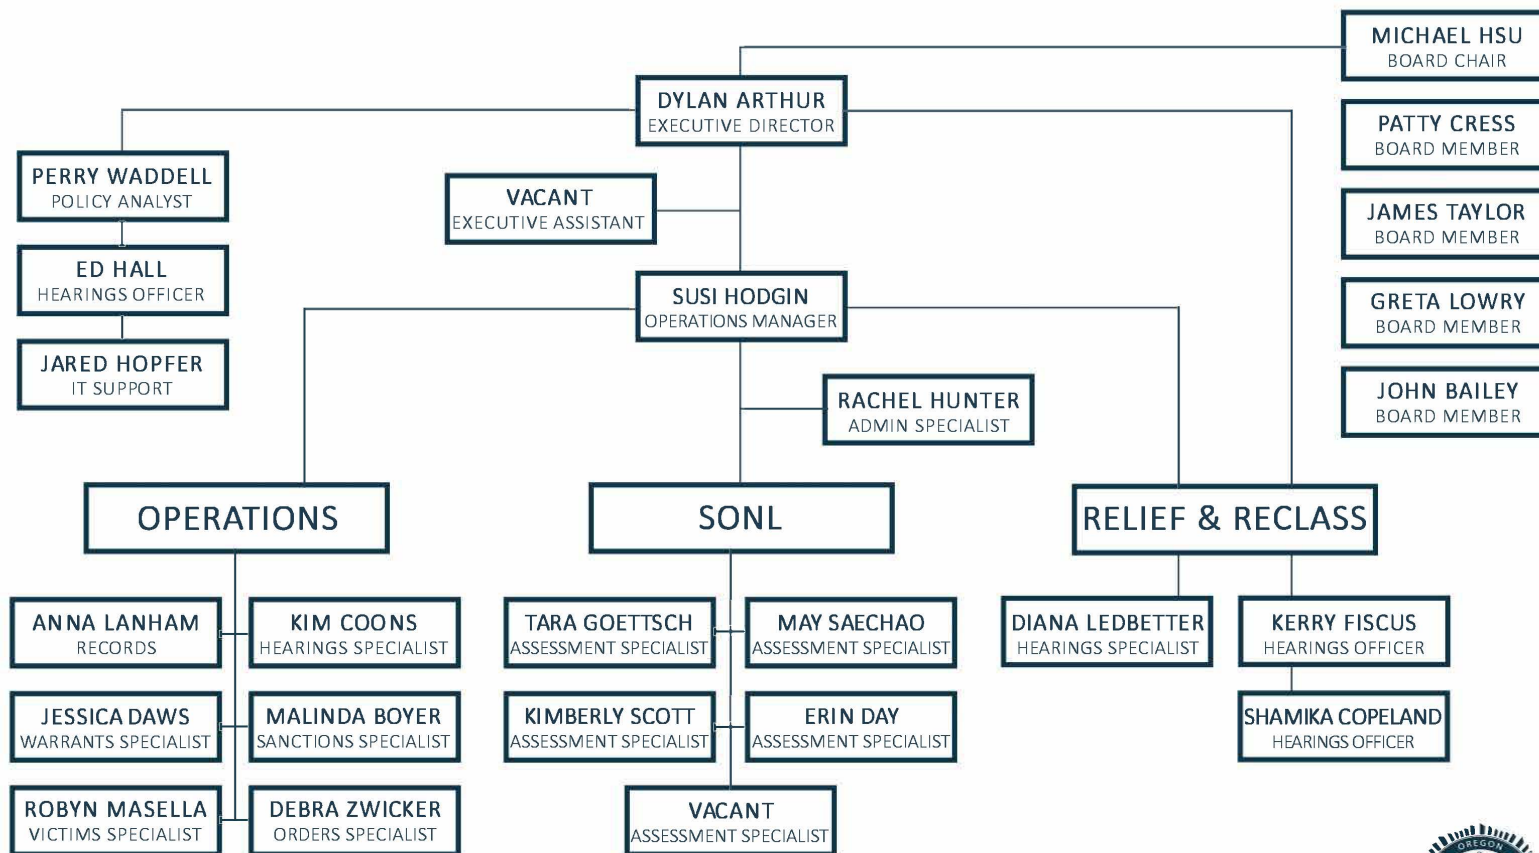 MICHAEL HSU
BOARD CHAIR
DYLAN ARTHUR
EXECUTIVE DIRECTOR
PATTY CRESS
BOARD MEMBER
PERRY WADDELL
POLICY ANALYST
VACANT
EXECUTIVE ASSISTANT
JAMES TAYLOR
BOARD MEMBER
ED HALL
HEARINGS OFFICER
SUSI HODGIN
OPERATIONS MANAGER
GRETA LOWRY
BOARD MEMBER
JARED HOPFER
IT SUPPORT
RACHEL HUNTER
ADMIN SPECIALIST
JOHN BAILEY
BOARD MEMBER
OPERATIONS
SONL
RELIEF & RECLASS
ANNA LANHAM
RECORDS
KIM COONS
HEARINGS SPECIALIST
TARA GOETTSCH
ASSESSMENT SPECIALIST
MAY SAECHAO
ASSESSMENT SPECIALIST
DIANA LEDBETTER
HEARINGS SPECIALIST
KERRY FISCUS
HEARINGS OFFICER
JESSICA DAWS
WARRANTS SPECIALIST
MALINDA BOYER
SANCTIONS SPECIALIST
KIMBERLY SCOTT
ASSESSMENT SPECIALIST
ERIN DAY
ASSESSMENT SPECIALIST
SHAMIKA COPELAND
HEARINGS OFFICER
ROBYN MASELLA
VICTIMS SPECIALIST
DEBRA ZWICKER
ORDERS SPECIALIST
VACANT
ASSESSMENT SPECIALIST
OREGON